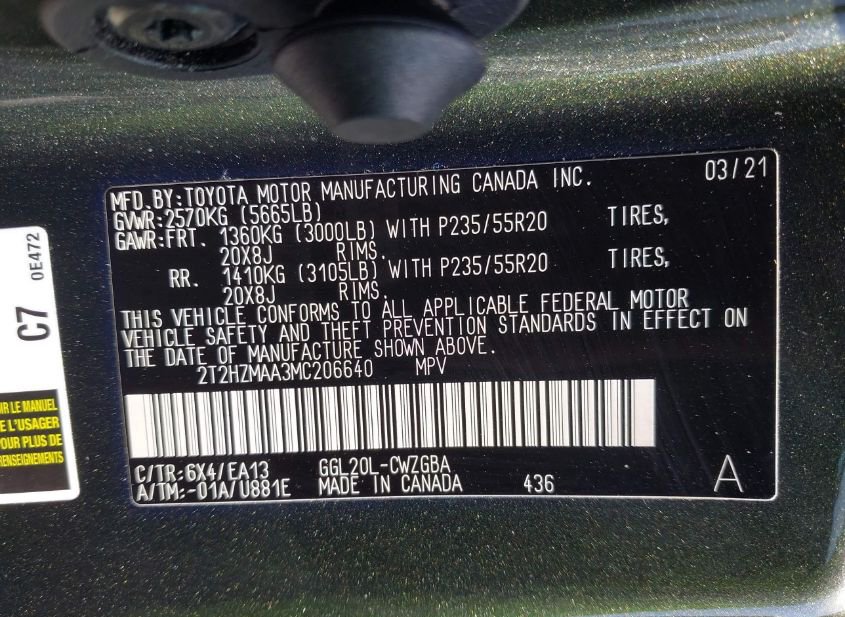 MFD.BY:TOYOTA MOTOR MANUFACTURING CANADA INC. 03/21
GVWR:2570KG (5665LB)
GAWR:FRT. 1360KG (3000LB) WITH P235/55R20 TIRES,
20X8J RIMS.
RR. 1410KG (3105LB) WITH P235/55R20 TIRES,
20X8J RIMS.
THIS VEHICLE CONFORMS TO ALL APPLICABLE FEDERAL MOTOR
VEHICLE SAFETY AND THEFT PREVENTION STANDARDS IN EFFECT ON
THE DATE OF MANUFACTURE SHOWN ABOVE.
2T2HZMAA3MC206640 MPV
C/TR:6X4/EA13 GGL20L-CWZGBA
A/TM:-01A/U881E MADE IN CANADA 436 A
C7 0E472
LE MANUEL
L'USAGER
POUR PLUS DE
RENSEIGNEMENTS